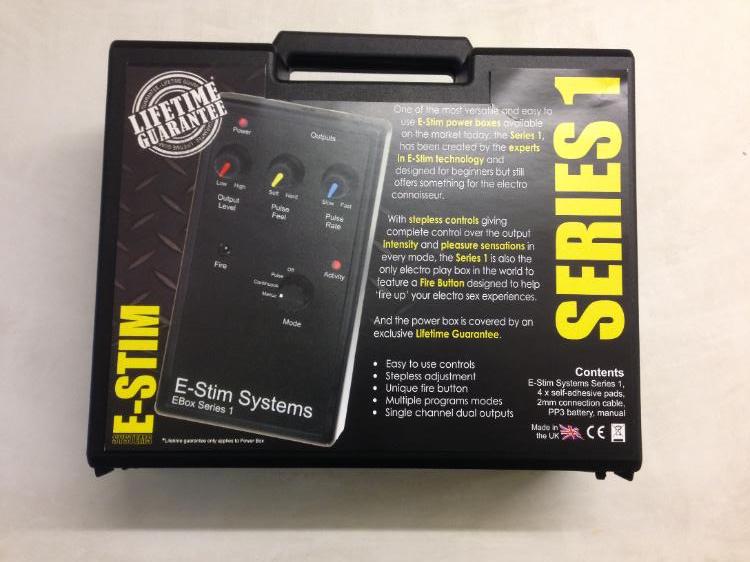 LIFETIME
GUARANTEE
Power
Outputs
Low High
Soft Hard
Slow Fast
Output
Level
Pulse
Feel
Pulse
Rate
Fire
Activity
Off
Pulse
Continuous
Manual
Mode
E-Stim Systems
EBox Series 1
E-STIM
SYSTEMS
*Lifetime guarantee only applies to Power Box
One of the most versatile and easy to
use E-Stim power boxes available
on the market today, the Series 1,
has been created by the experts
in E-Stim technology and
designed for beginners but still
offers something for the electro
connoisseur.
With stepless controls giving
complete control over the output
intensity and pleasure sensations in
every mode, the Series 1 is also the
only electro play box in the world to
feature a Fire Button designed to help
'fire up' your electro sex experiences.
And the power box is covered by an
exclusive Lifetime Guarantee.
• Easy to use controls
• Stepless adjustment
• Unique fire button
• Multiple programs modes
• Single channel dual outputs
SERIES 1
Contents
E-Stim Systems Series 1,
4 x self-adhesive pads,
2mm connection cable,
PP3 battery, manual
Made in
the UK
CE